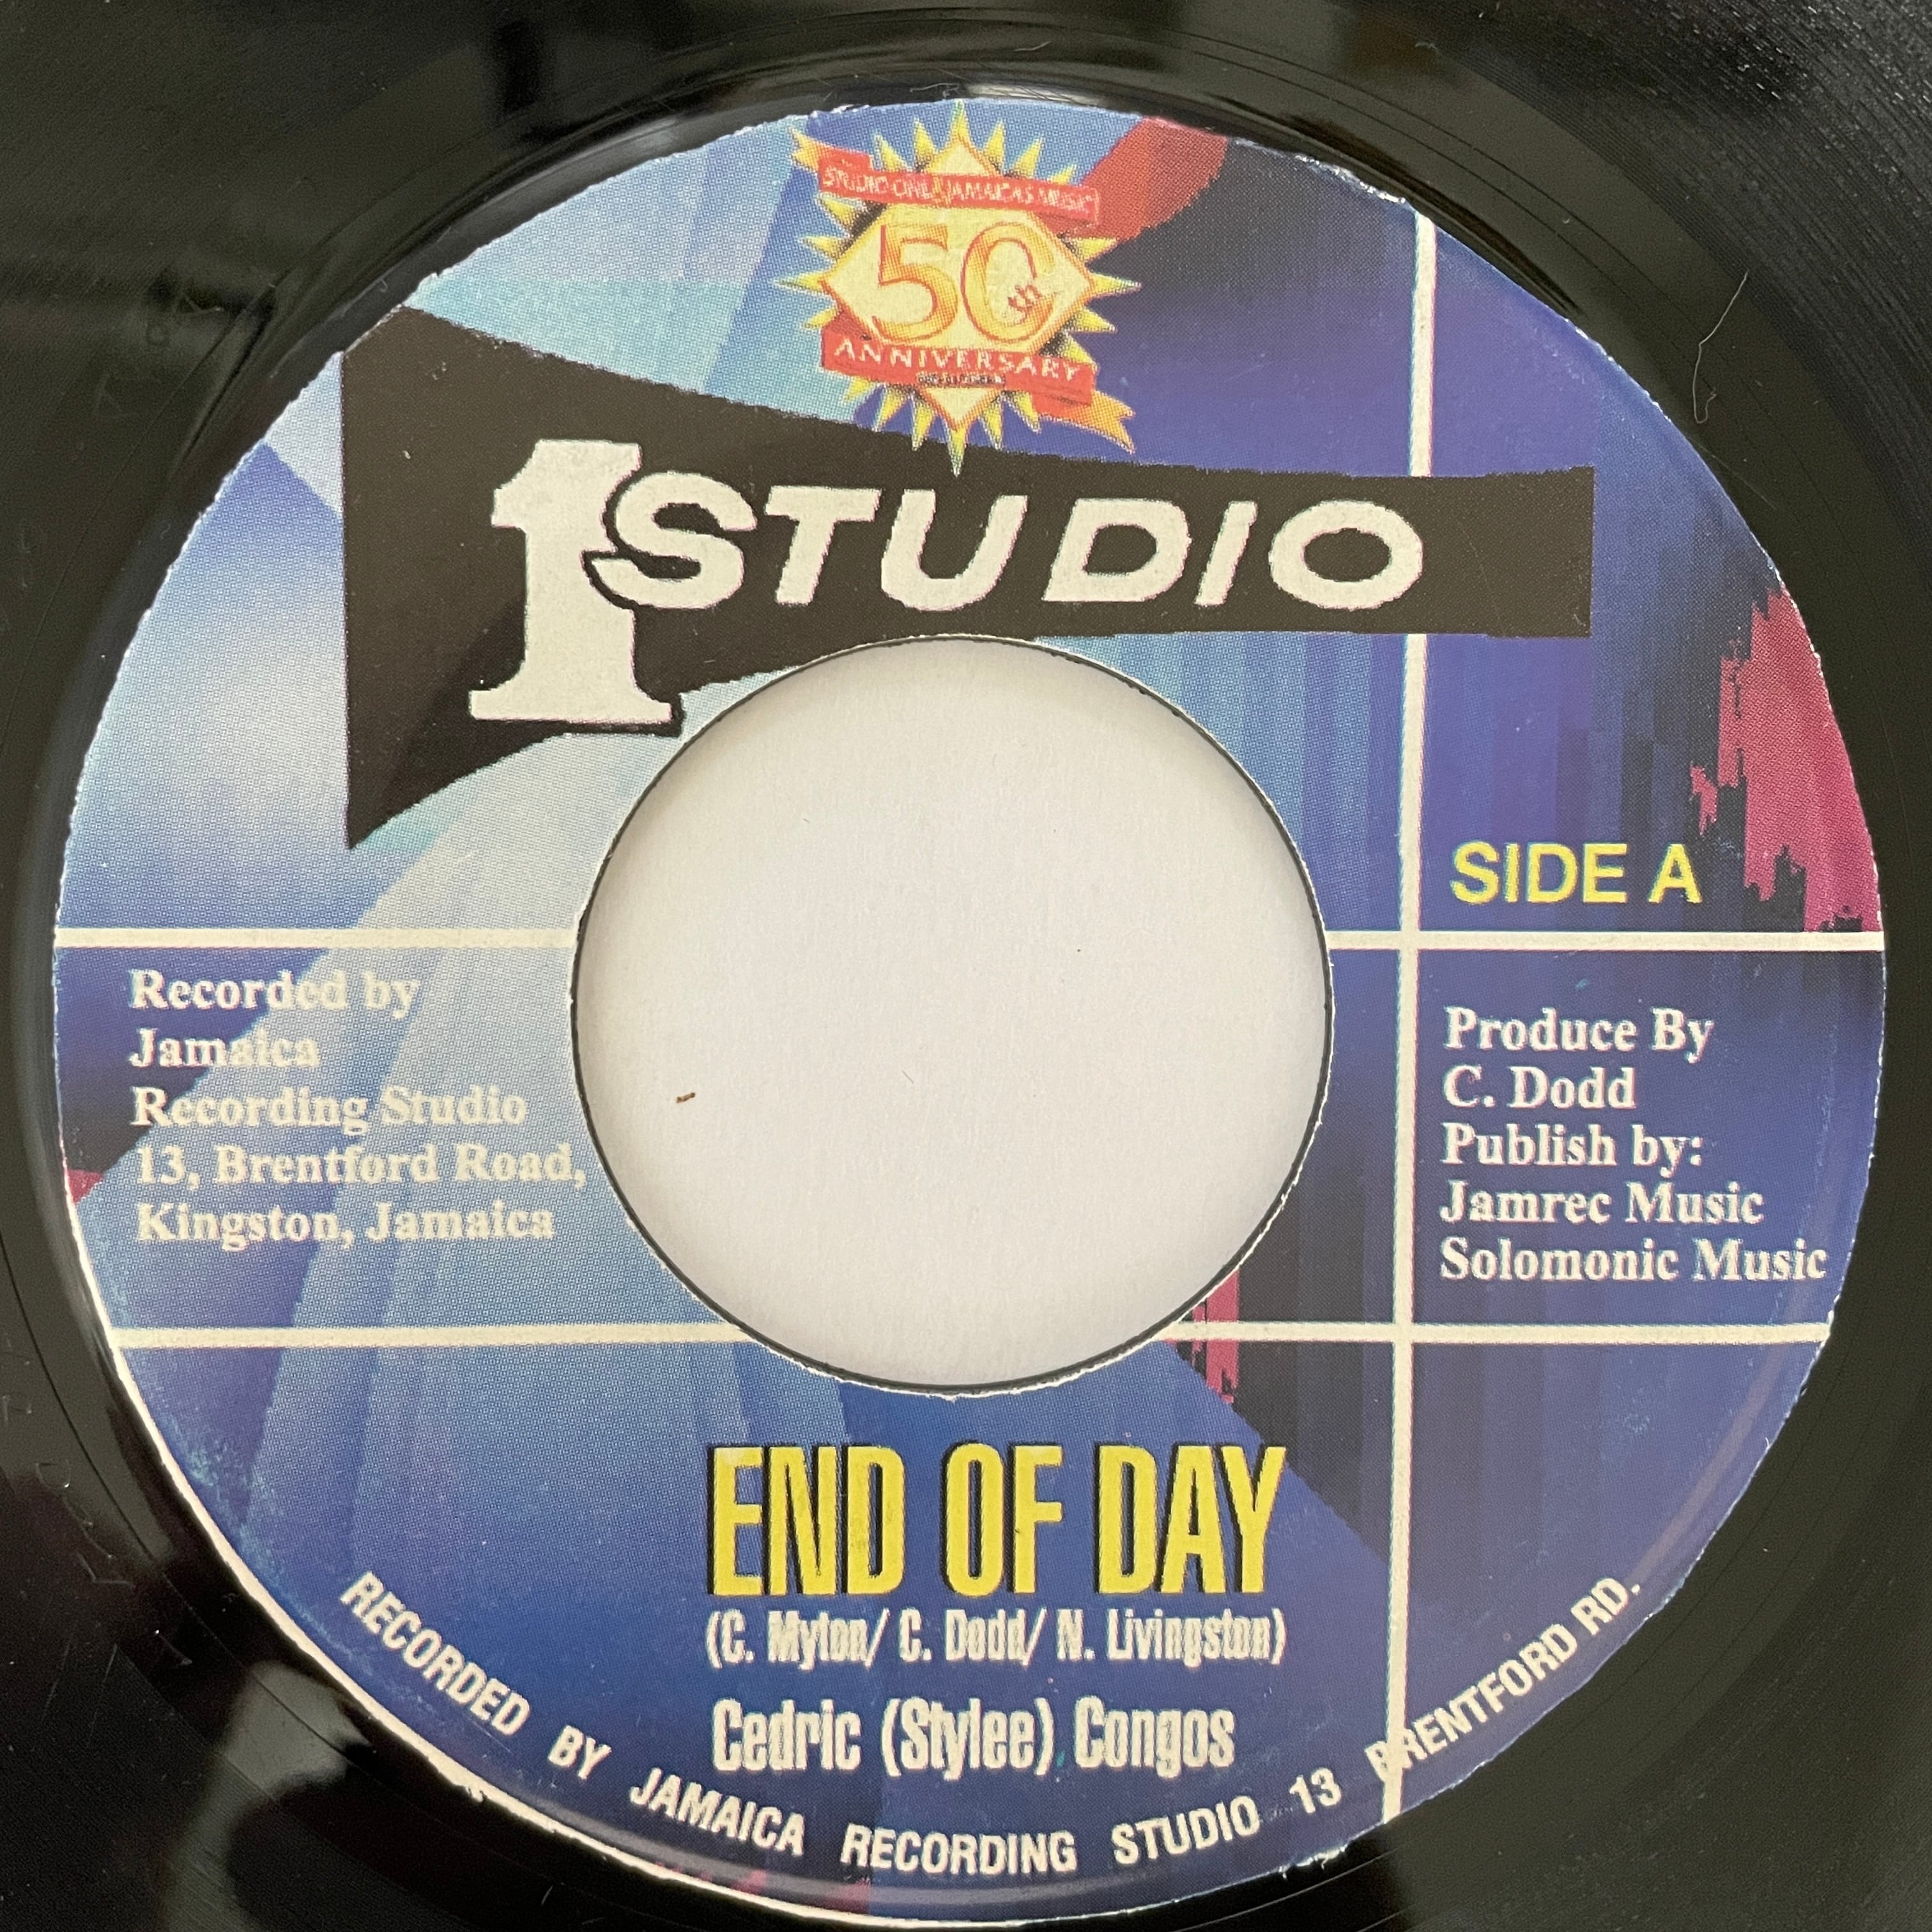 STUDIO ONE JAMAICA'S MUSIC
50th
ANNIVERSARY
1 STUDIO
SIDE A
Recorded by
Jamaica
Recording Studio
13, Brentford Road,
Kingston, Jamaica
Produce By
C. Dodd
Publish by:
Jamrec Music
Solomonic Music
END OF DAY
(C. Myton/ C. Dodd/ N. Livingston)
Cedric (Stylee) Congos
RECORDED BY JAMAICA RECORDING STUDIO 13 BRENTFORD RD.